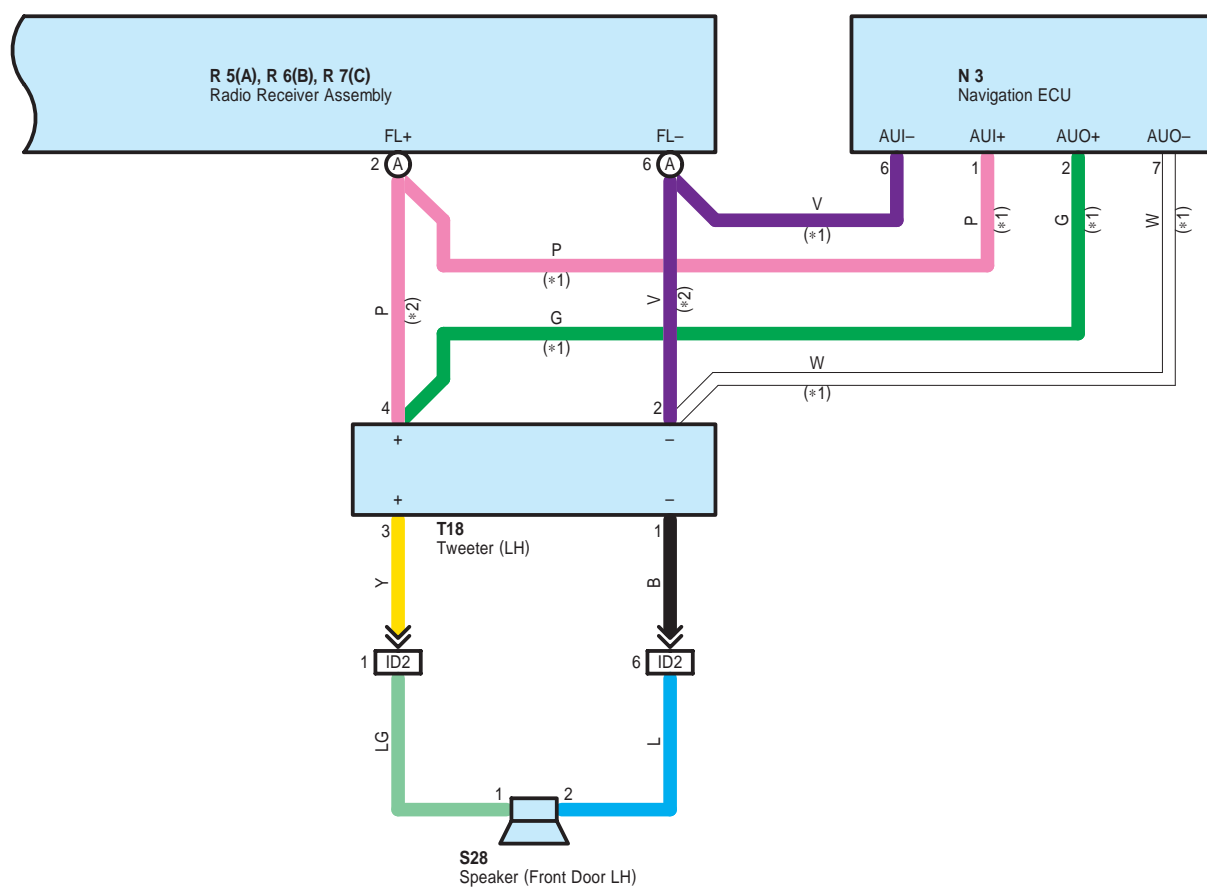 R 5(A), R 6(B), R 7(C)
Radio Receiver Assembly
N 3
Navigation ECU
FL+
FL–
AUI–
AUI+
AUO+
AUO–
2
A
6
A
6
1
2
7
V
(∗1)
P
(∗1)
G
(∗1)
W
(∗1)
P
(∗1)
P
(∗2)
V
(∗2)
G
(∗1)
W
(∗1)
4
2
+
–
+
–
3
T18
Tweeter (LH)
1
Y
B
1
ID2
6
ID2
LG
L
1
2
S28
Speaker (Front Door LH)